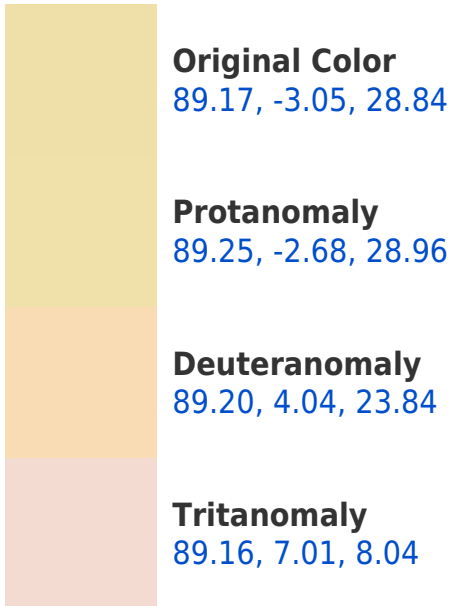 Original Color
89.17, -3.05, 28.84
Protanomaly
89.25, -2.68, 28.96
Deuteranomaly
89.20, 4.04, 23.84
Tritanomaly
89.16, 7.01, 8.04